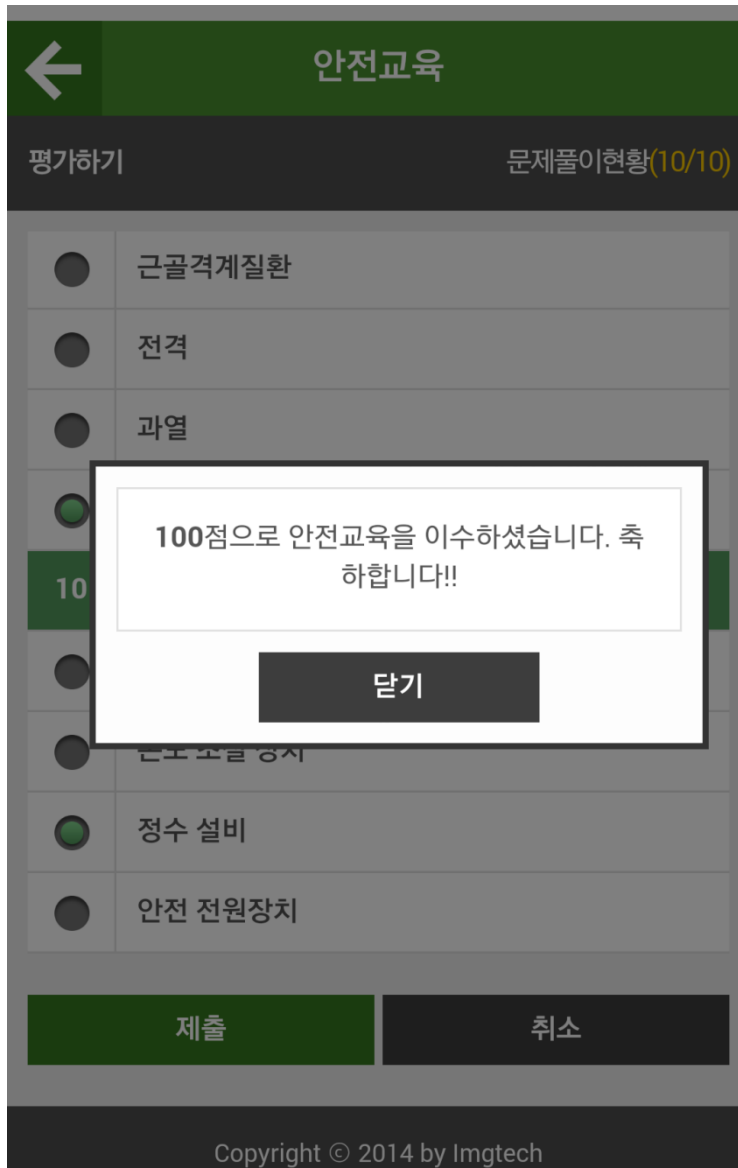 안전교육
평가하기 문제풀이현황(10/10)
근골격계질환
전격
과열
100점으로 안전교육을 이수하셨습니다. 축
하합니다!!
10
닫기
정수 설비
안전 전원장치
제출 취소
Copyright ⓒ 2014 by Imgtech